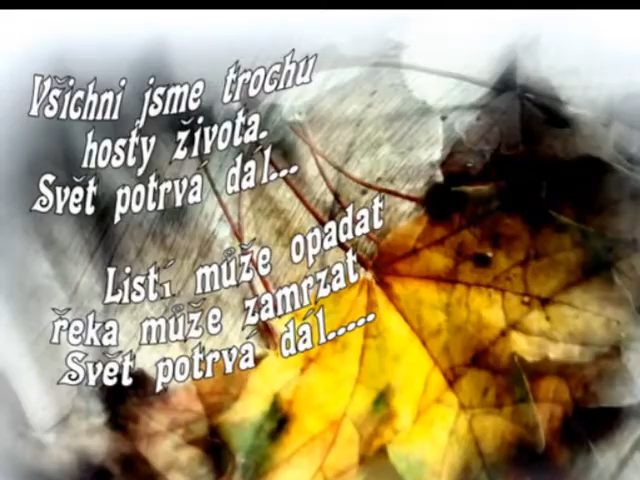 Všichni jsme trochu
hosty života.
Svět potrvá dál...
Listí může opadat
řeka může zamrzat
Svět potrvá dál.....